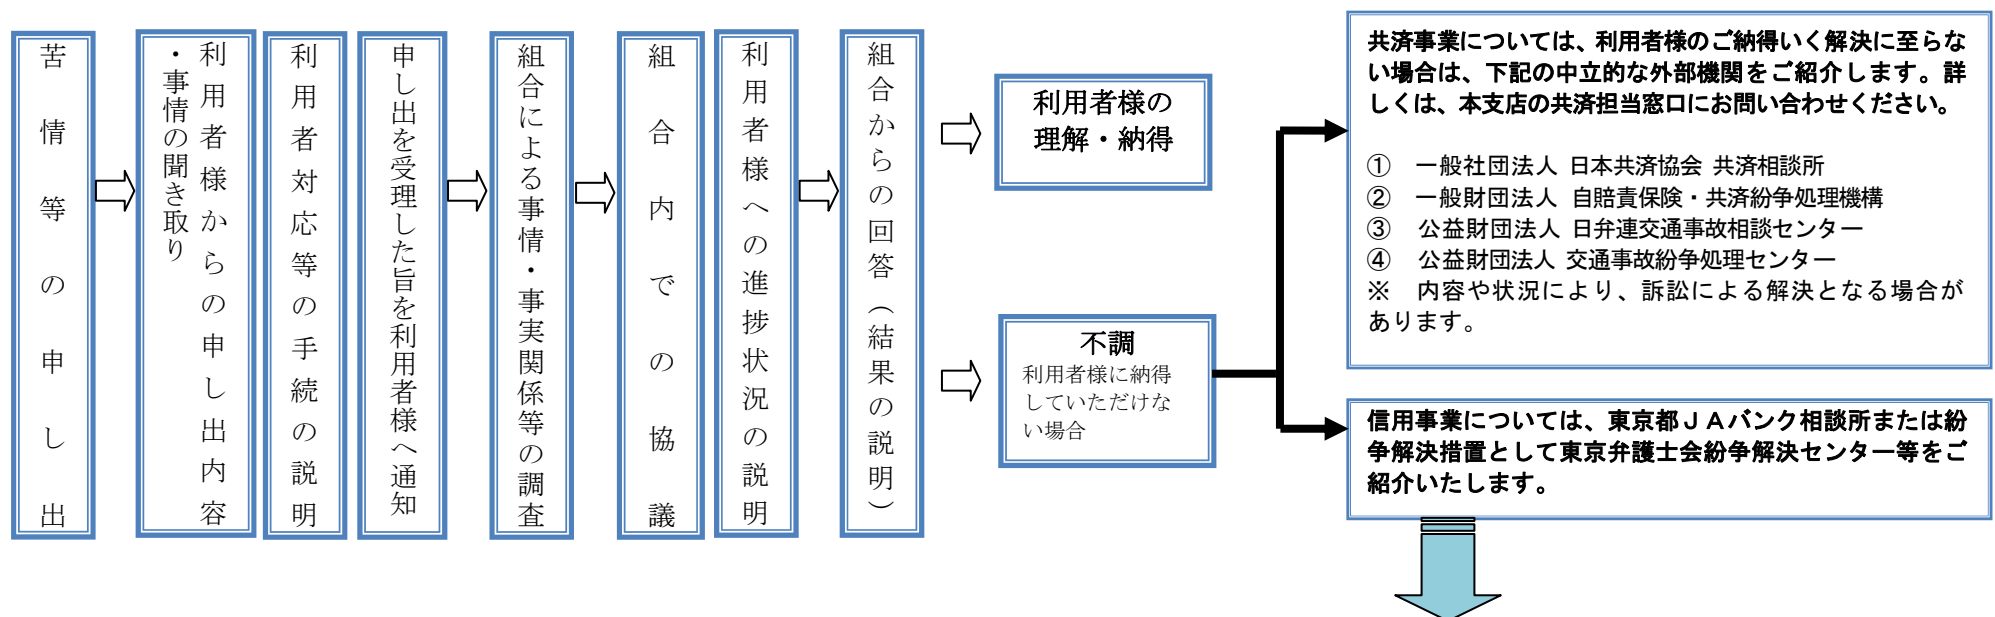 苦情等の申し出
利用者様からの申し出内容
・事情の聞き取り
利用者対応等の手続の説明
申し出を受理した旨を利用者様へ通知
組合による事情・事実関係等の調査
組合内での協議
利用者様への進捗状況の説明
組合からの回答（結果の説明）
利用者様の
理解・納得
不調
利用者様に納得
していただけな
い場合
共済事業については、利用者様のご納得いく解決に至らな
い場合は、下記の中立的な外部機関をご紹介します。詳
しくは、本支店の共済担当窓口にお問い合わせください。
① 一般社団法人 日本共済協会 共済相談所
② 一般財団法人 自賠責保険・共済紛争処理機構
③ 公益財団法人 日弁連交通事故相談センター
④ 公益財団法人 交通事故紛争処理センター
※ 内容や状況により、訴訟による解決となる場合が
あります。
信用事業については、東京都ＪＡバンク相談所または紛
争解決措置として東京弁護士会紛争解決センター等をご
紹介いたします。